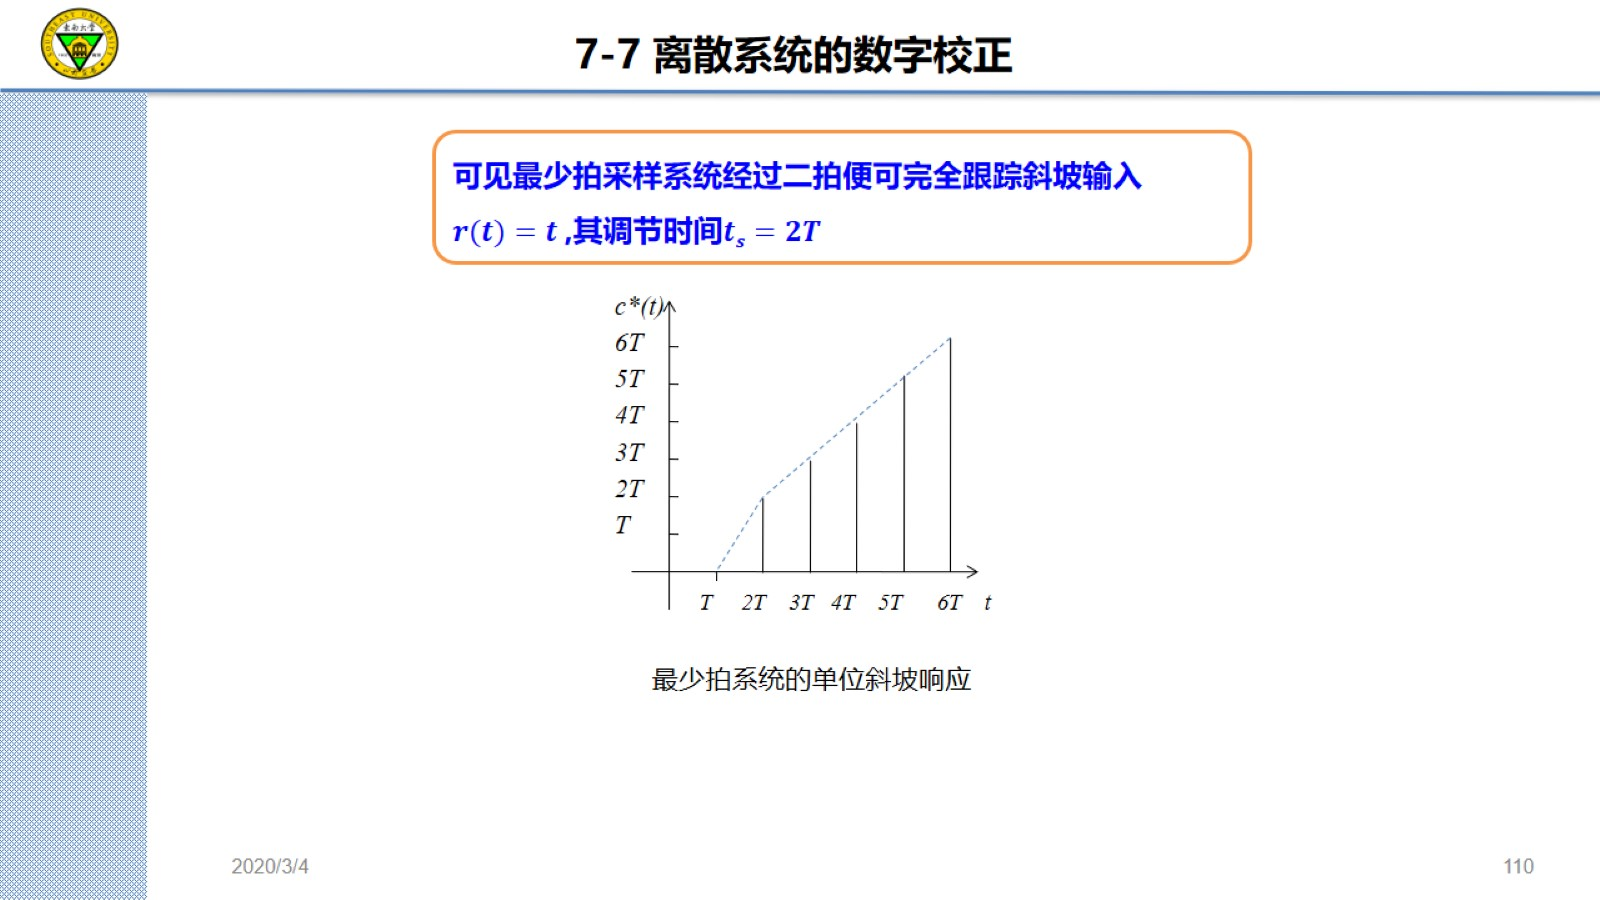 7-7 离散系统的数字校正
可见最少拍采样系统经过二拍便可完全跟踪斜坡输入
r(t) = t ,其调节时间tₛ = 2T
c*(t)
6T
5T
4T
3T
2T
T
T 2T 3T 4T 5T 6T t
最少拍系统的单位斜坡响应
2020/3/4
110